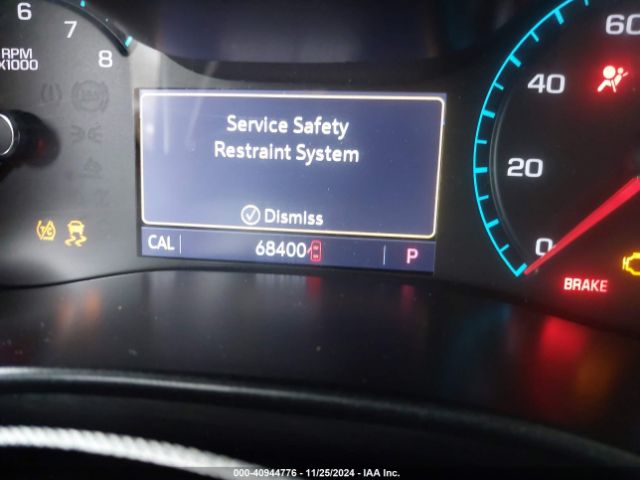 6
7
8
RPM
X1000
60
40
20
0
Service Safety
Restraint System
Dismiss
CAL
68400
P
BRAKE
000-40944776 - 11/25/2024 - IAA Inc.